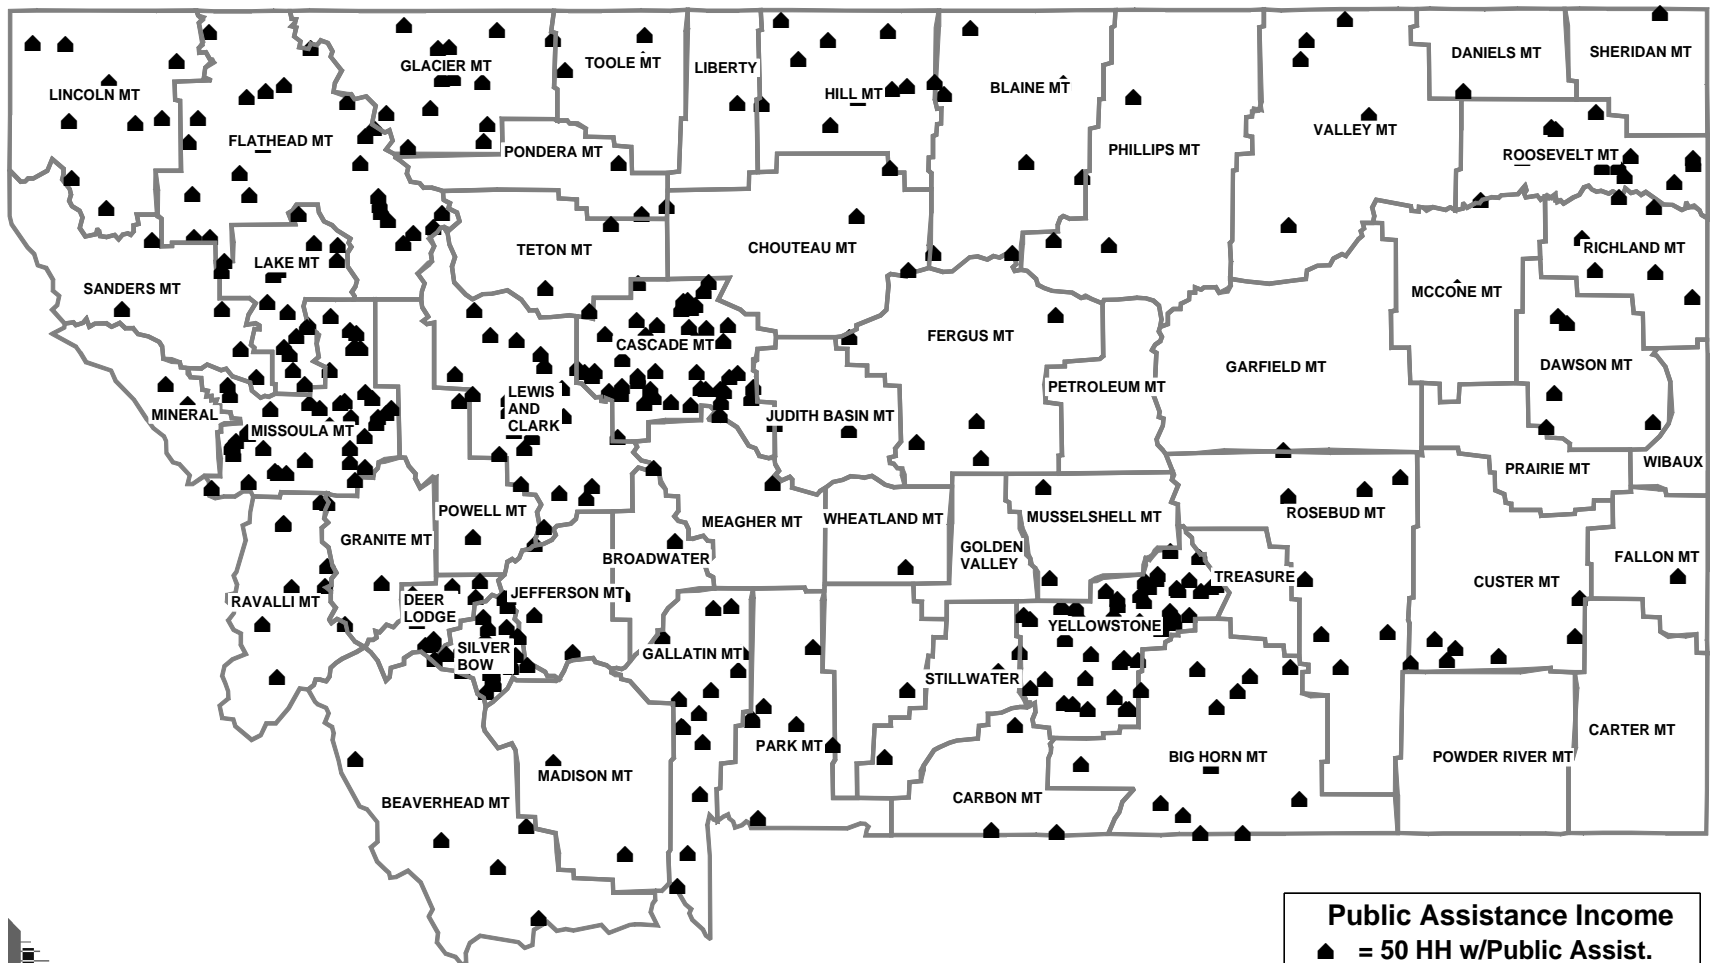 DANIELS MT
SHERIDAN MT
TOOLE MT
GLACIER MT
LIBERTY
LINCOLN MT
HILL MT
BLAINE MT
VALLEY MT
FLATHEAD MT
PONDERA MT
PHILLIPS MT
ROOSEVELT MT
TETON MT
CHOUTEAU MT
RICHLAND MT
LAKE MT
SANDERS MT
MCCONE MT
FERGUS MT
CASCADE MT
GARFIELD MT
DAWSON MT
PETROLEUM MT
LEWIS
AND
CLARK
MINERAL
JUDITH BASIN MT
MISSOULA MT
PRAIRIE MT
WIBAUX
POWELL MT
MEAGHER MT
WHEATLAND MT
MUSSELSHELL MT
ROSEBUD MT
GRANITE MT
BROADWATER
GOLDEN
VALLEY
FALLON MT
TREASURE
CUSTER MT
JEFFERSON MT
RAVALLI MT
DEER
LODGE
YELLOWSTONE
SILVER
BOW
GALLATIN MT
STILLWATER
CARTER MT
PARK MT
BIG HORN MT
POWDER RIVER MT
MADISON MT
BEAVERHEAD MT
CARBON MT
Public Assistance Income
= 50 HH w/Public Assist.